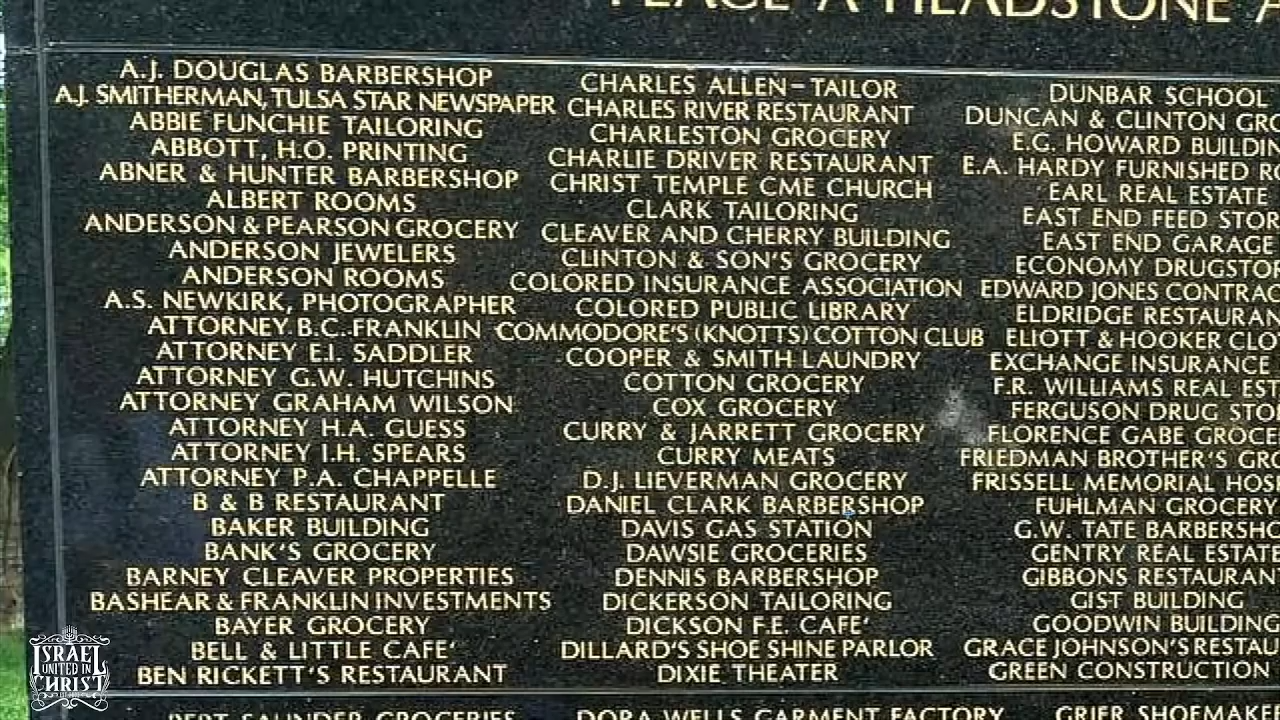 PLACE A HEADSTONE A
A.J. DOUGLAS BARBERSHOP
A.J. SMITHERMAN, TULSA STAR NEWSPAPER
ABBIE FUNCHIE TAILORING
ABBOTT, H.O. PRINTING
ABNER & HUNTER BARBERSHOP
ALBERT ROOMS
ANDERSON & PEARSON GROCERY
ANDERSON JEWELERS
ANDERSON ROOMS
A.S. NEWKIRK, PHOTOGRAPHER
ATTORNEY B.C. FRANKLIN
ATTORNEY E.I. SADDLER
ATTORNEY G.W. HUTCHINS
ATTORNEY GRAHAM WILSON
ATTORNEY H.A. GUESS
ATTORNEY I.H. SPEARS
ATTORNEY P.A. CHAPPELLE
B & B RESTAURANT
BAKER BUILDING
BANK'S GROCERY
BARNEY CLEAVER PROPERTIES
BASHEAR & FRANKLIN INVESTMENTS
BAYER GROCERY
BELL & LITTLE CAFE'
BEN RICKETT'S RESTAURANT
BERT SAUNDER GROCERIES
CHARLES ALLEN-TAILOR
CHARLES RIVER RESTAURANT
CHARLESTON GROCERY
CHARLIE DRIVER RESTAURANT
CHRIST TEMPLE CME CHURCH
CLARK TAILORING
CLEAVER AND CHERRY BUILDING
CLINTON & SON'S GROCERY
COLORED INSURANCE ASSOCIATION
COLORED PUBLIC LIBRARY
COMMODORE'S (KNOTTS) COTTON CLUB
COOPER & SMITH LAUNDRY
COTTON GROCERY
COX GROCERY
CURRY & JARRETT GROCERY
CURRY MEATS
D.J. LIEVERMAN GROCERY
DANIEL CLARK BARBERSHOP
DAVIS GAS STATION
DAWSIE GROCERIES
DENNIS BARBERSHOP
DICKERSON TAILORING
DICKSON F.E. CAFE'
DILLARD'S SHOE SHINE PARLOR
DIXIE THEATER
DORA WELLS GARMENT FACTORY
DUNBAR SCHOOL
DUNCAN & CLINTON GRO
E.G. HOWARD BUILDIN
E.A. HARDY FURNISHED RO
EARL REAL ESTATE
EAST END FEED STOR
EAST END GARAGE
ECONOMY DRUGSTOR
EDWARD JONES CONTRAC
ELDRIDGE RESTAURAN
ELIOTT & HOOKER CLOT
EXCHANGE INSURANCE
F.R. WILLIAMS REAL EST
FERGUSON DRUG STO
FLORENCE GABE GROCE
FRIEDMAN BROTHER'S GRO
FRISSELL MEMORIAL HOSP
FUHLMAN GROCERY
G.W. TATE BARBERSHO
GENTRY REAL ESTATE
GIBBONS RESTAURAN
GIST BUILDING
GOODWIN BUILDING
GRACE JOHNSON'S RESTAU
GREEN CONSTRUCTION
GRIER SHOEMAKE
ISRAEL
UNITED IN
CHRIST